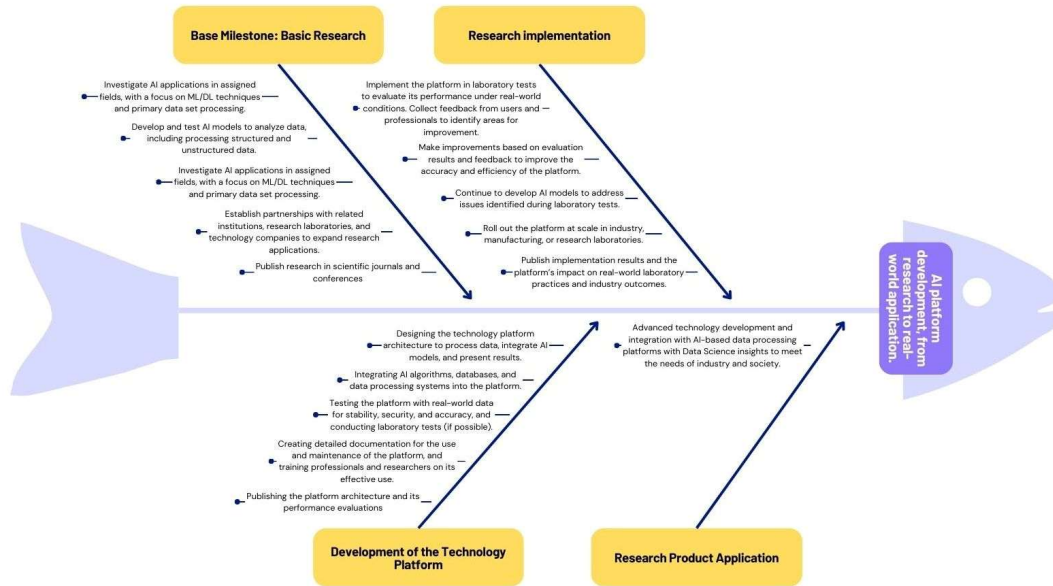 Base Milestone: Basic Research
Investigate AI applications in assigned
fields, with a focus on ML/DL techniques
and primary data set processing.
Develop and test AI models to analyze data,
including processing structured and
unstructured data.
Investigate AI applications in assigned
fields, with a focus on ML/DL techniques
and primary data set processing.
Establish partnerships with related
institutions, research laboratories, and
technology companies to expand research
applications.
Publish research in scientific journals and
conferences
Research implementation
Implement the platform in laboratory tests
to evaluate its performance under real-world
conditions. Collect feedback from users and
professionals to identify areas for
improvement.
Make improvements based on evaluation
results and feedback to improve the
accuracy and efficiency of the platform.
Continue to develop AI models to address
issues identified during laboratory tests.
Roll out the platform at scale in industry,
manufacturing, or research laboratories.
Publish implementation results and the
platform's impact on real-world laboratory
practices and industry outcomes.
AI platform
development, from
research to real-
world application.
Designing the technology platform
architecture to process data, integrate AI
models, and present results.
Integrating AI algorithms, databases, and
data processing systems into the platform.
Testing the platform with real-world data
for stability, security, and accuracy, and
conducting laboratory tests (if possible).
Creating detailed documentation for the use
and maintenance of the platform, and
training professionals and researchers on its
effective use.
Publishing the platform architecture and its
performance evaluations
Development of the Technology
Platform
Advanced technology development and
integration with AI-based data processing
platforms with Data Science insights to meet
the needs of industry and society.
Research Product Application